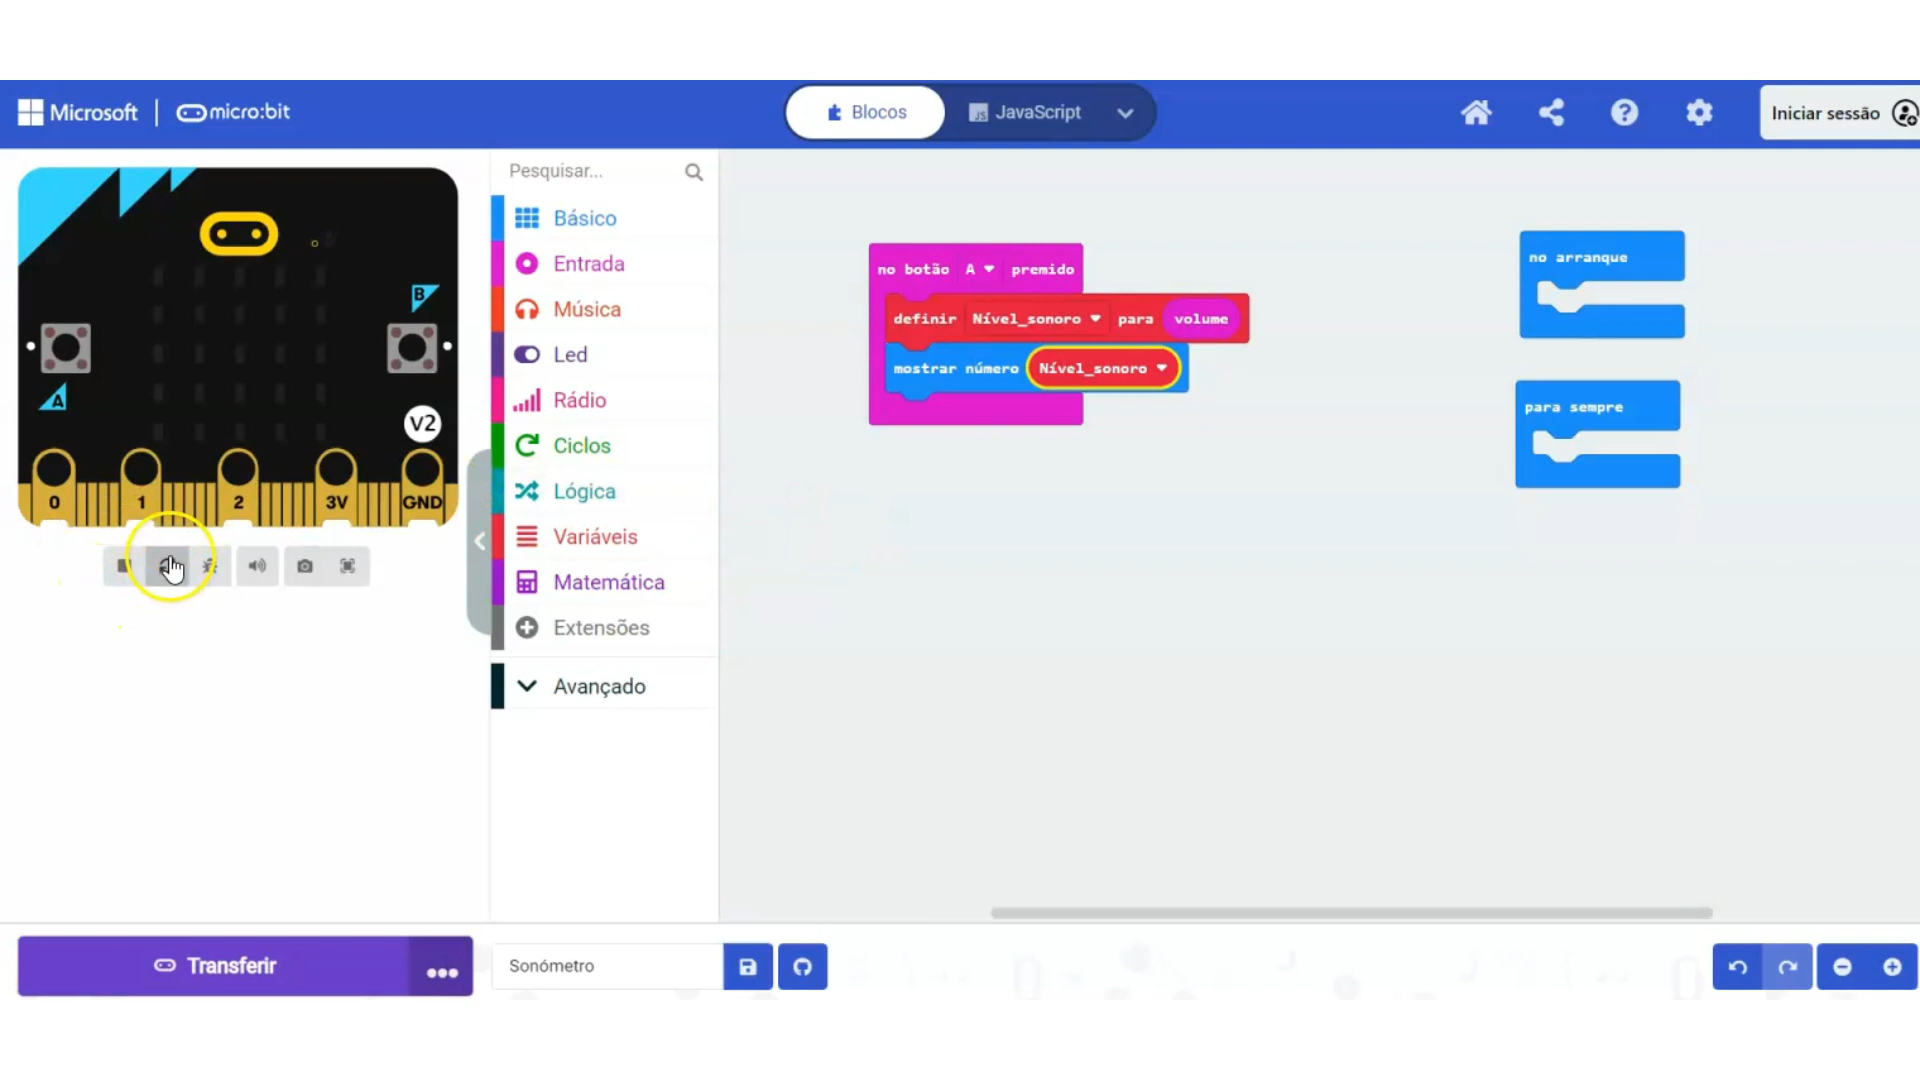 Microsoft | micro:bit
Blocos
JavaScript
Iniciar sessão
B
A
V2
0 1 2 3V GND
Pesquisar...
Básico
Entrada
Música
Led
Rádio
Ciclos
Lógica
Variáveis
Matemática
Extensões
Avançado
no botão A premido
definir Nível_sonoro para volume
mostrar número Nível_sonoro
no arranque
para sempre
Transferir
Sonómetro